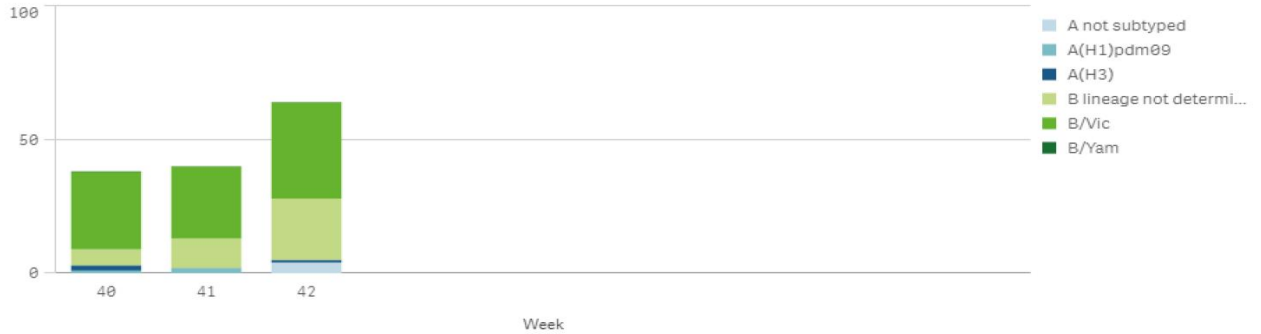 100
50
0
40 41 42
Week
A not subtyped
A(H1)pdm09
A(H3)
B lineage not determi...
B/Vic
B/Yam